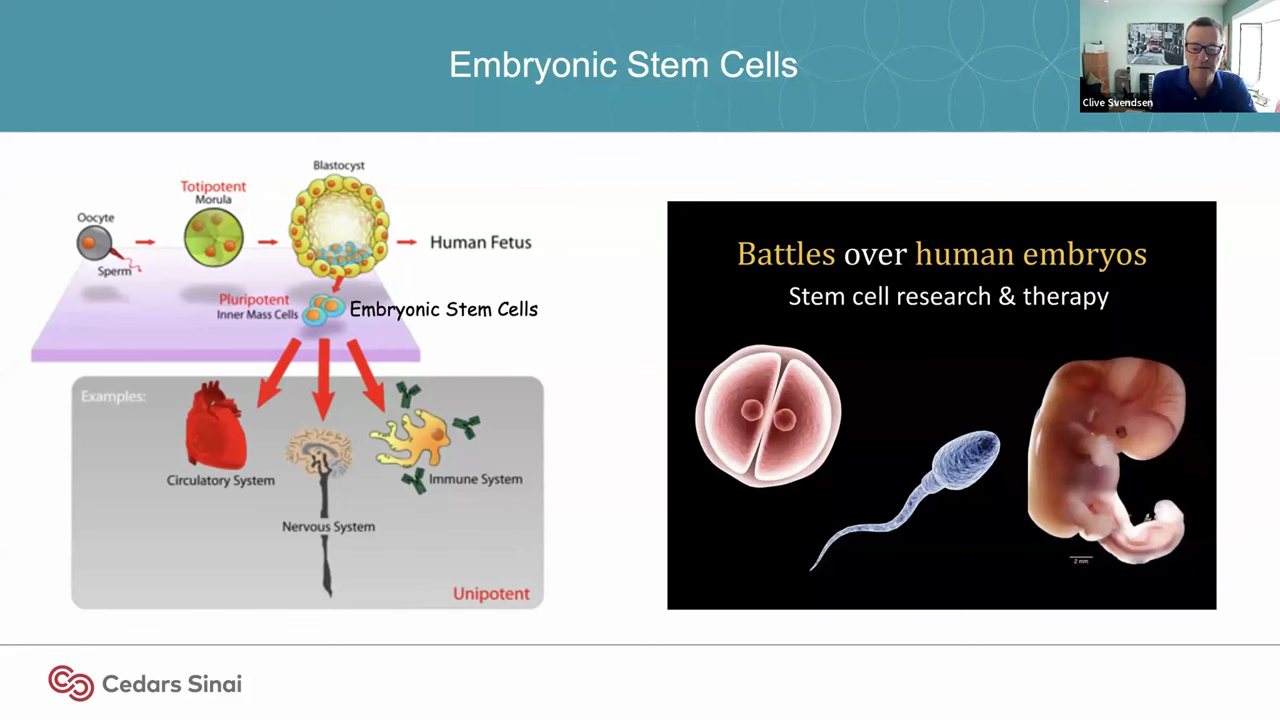 Embryonic Stem Cells
Clive Svendsen
Blastocyst
Totipotent
Morula
Oocyte
Sperm
Human Fetus
Pluripotent
Inner Mass Cells
Embryonic Stem Cells
Examples:
Circulatory System
Immune System
Nervous System
Unipotent
Battles over human embryos
Stem cell research & therapy
2 mm
Cedars Sinai